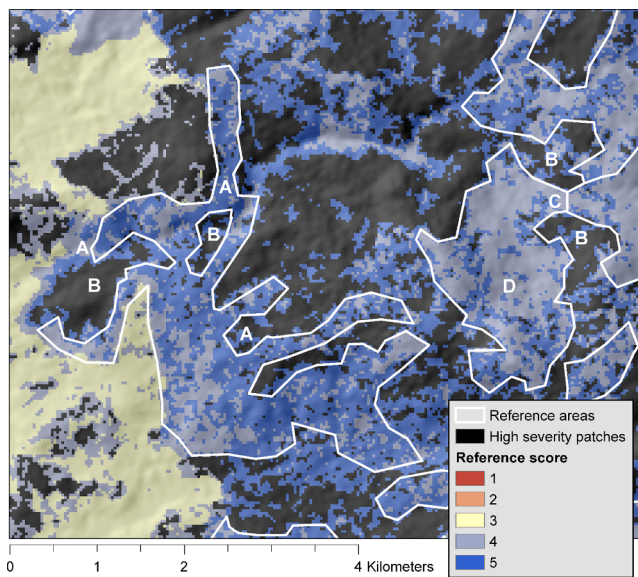 A
B
B
C
A
B
B
B
D
A
Reference areas
High severity patches
Reference score
1
2
3
4
5
0 1 2 4 Kilometers